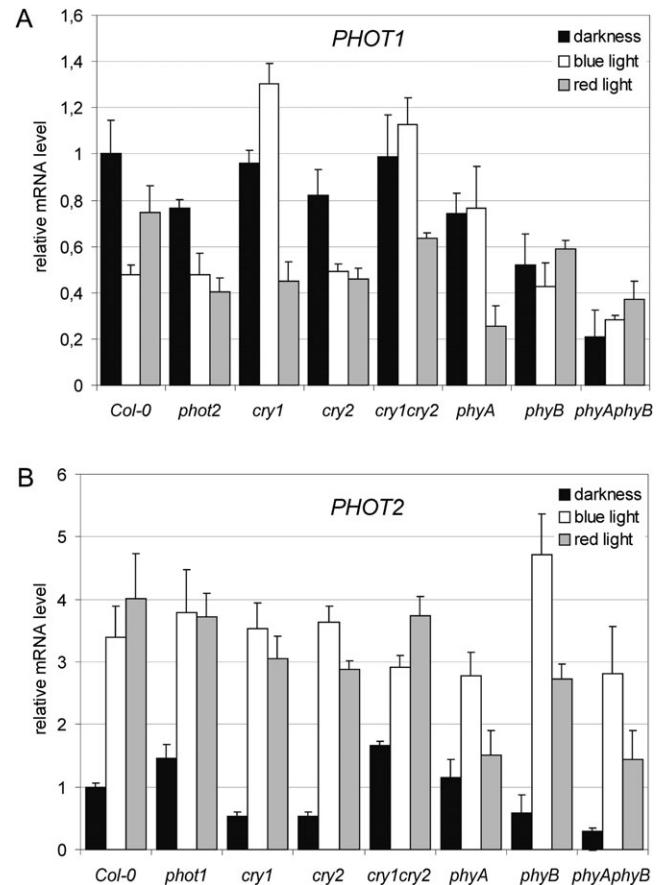 A
PHOT1
darkness
blue light
red light
relative mRNA level
1,6
1,4
1,2
1
0,8
0,6
0,4
0,2
0
Col-0 phot2 cry1 cry2 cry1cry2 phyA phyB phyAphyB
B
PHOT2
darkness
blue light
red light
relative mRNA level
6
5
4
3
2
1
0
Col-0 phot1 cry1 cry2 cry1cry2 phyA phyB phyAphyB